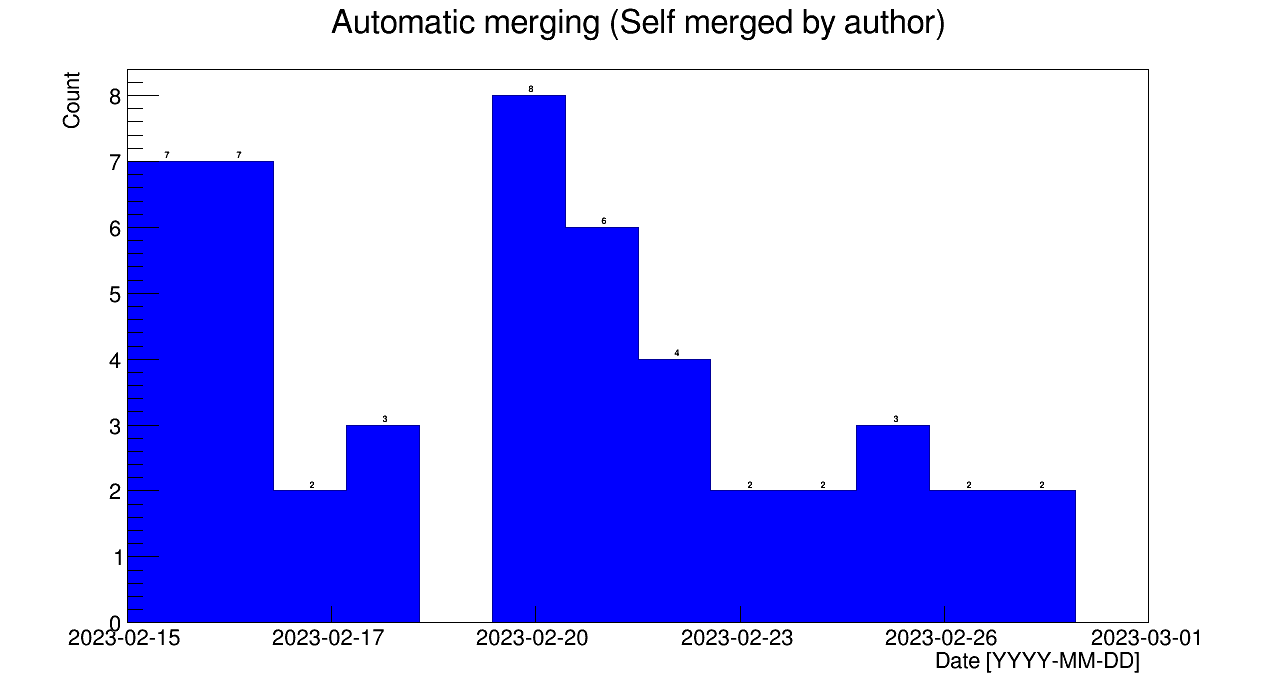 Automatic merging (Self merged by author)
Count
8
7
6
5
4
3
2
1
0
7 7 2 3 8 6 4 2 2 3 2 2
2023-02-15 2023-02-17 2023-02-20 2023-02-23 2023-02-26 2023-03-01
Date [YYYY-MM-DD]